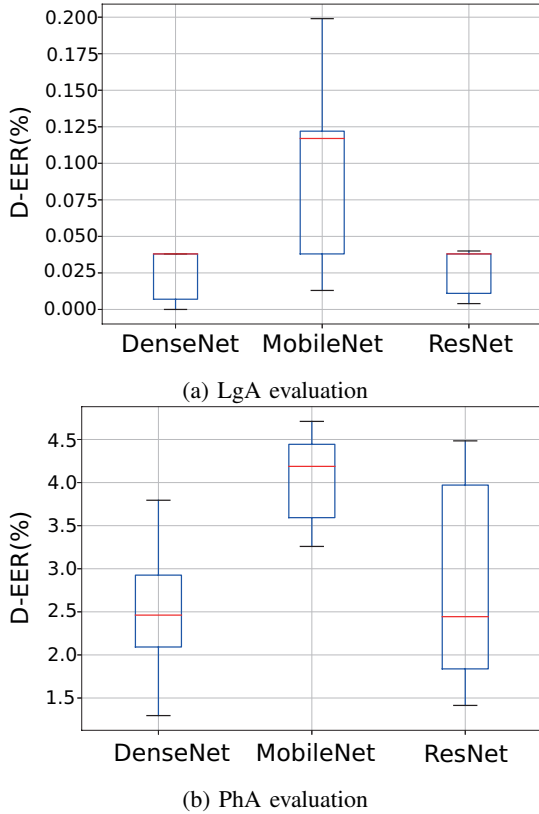 D-EER(%)
0.200
0.175
0.150
0.125
0.100
0.075
0.050
0.025
0.000
DenseNet MobileNet ResNet
(a) LgA evaluation
D-EER(%)
4.5
4.0
3.5
3.0
2.5
2.0
1.5
DenseNet MobileNet ResNet
(b) PhA evaluation